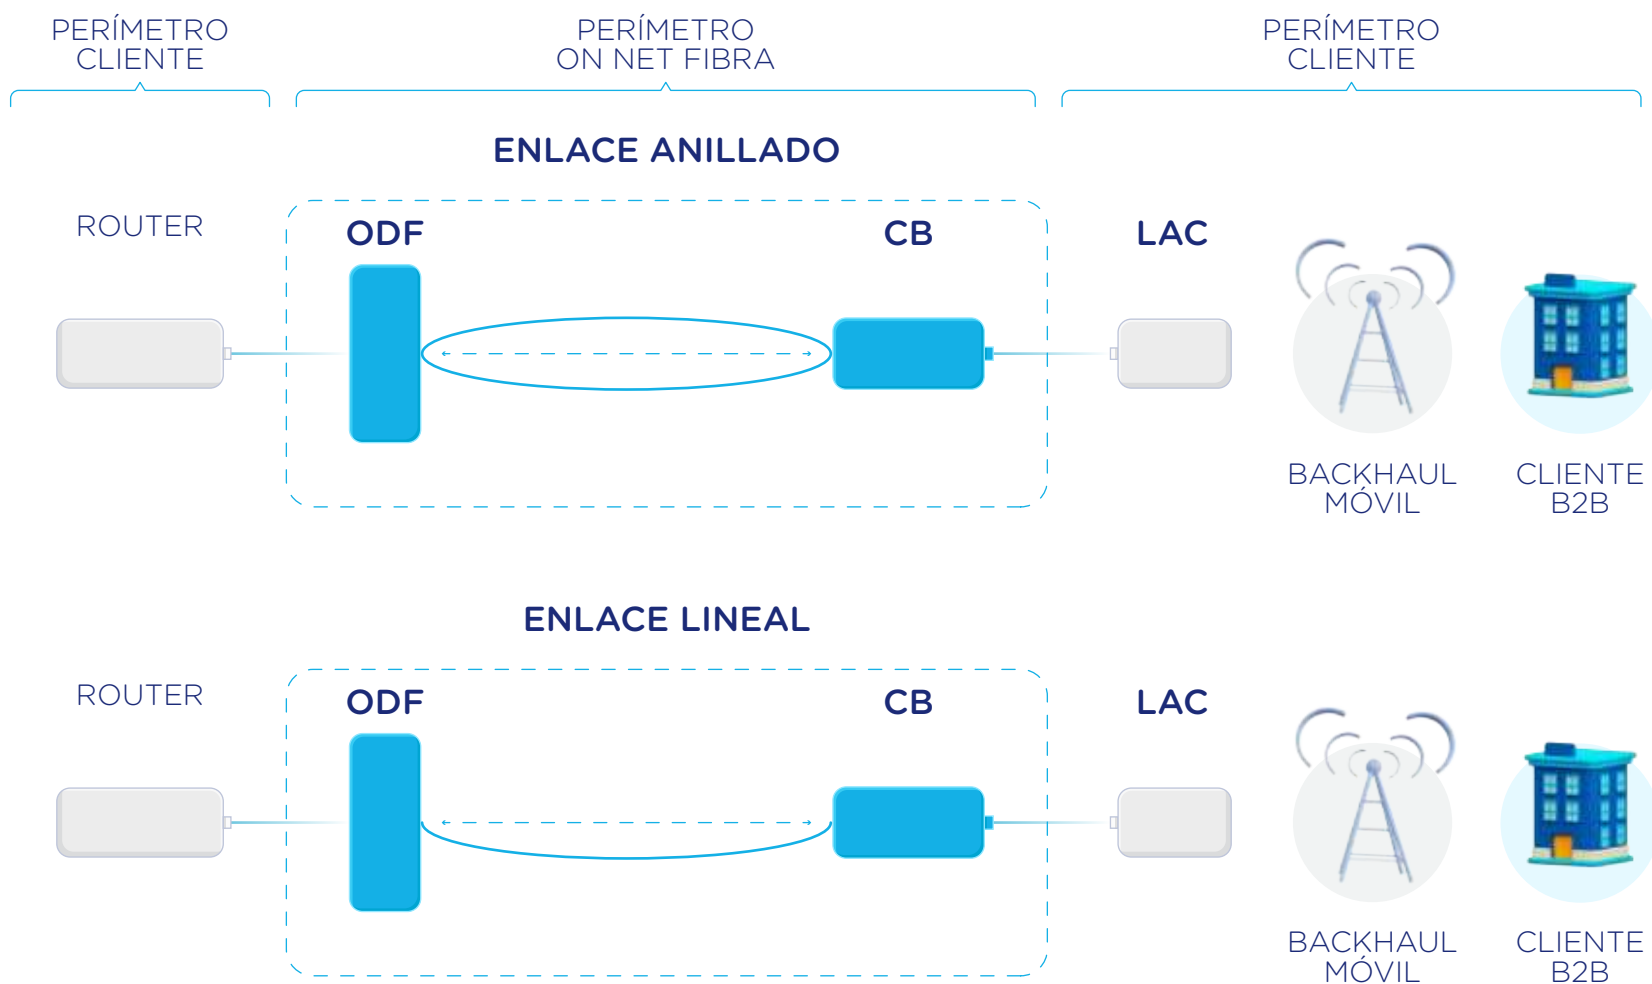 PERÍMETRO
CLIENTE
PERÍMETRO
ON NET FIBRA
PERÍMETRO
CLIENTE
ENLACE ANILLADO
ROUTER
ODF
CB
LAC
BACKHAUL
MÓVIL
CLIENTE
B2B
ENLACE LINEAL
ROUTER
ODF
CB
LAC
BACKHAUL
MÓVIL
CLIENTE
B2B